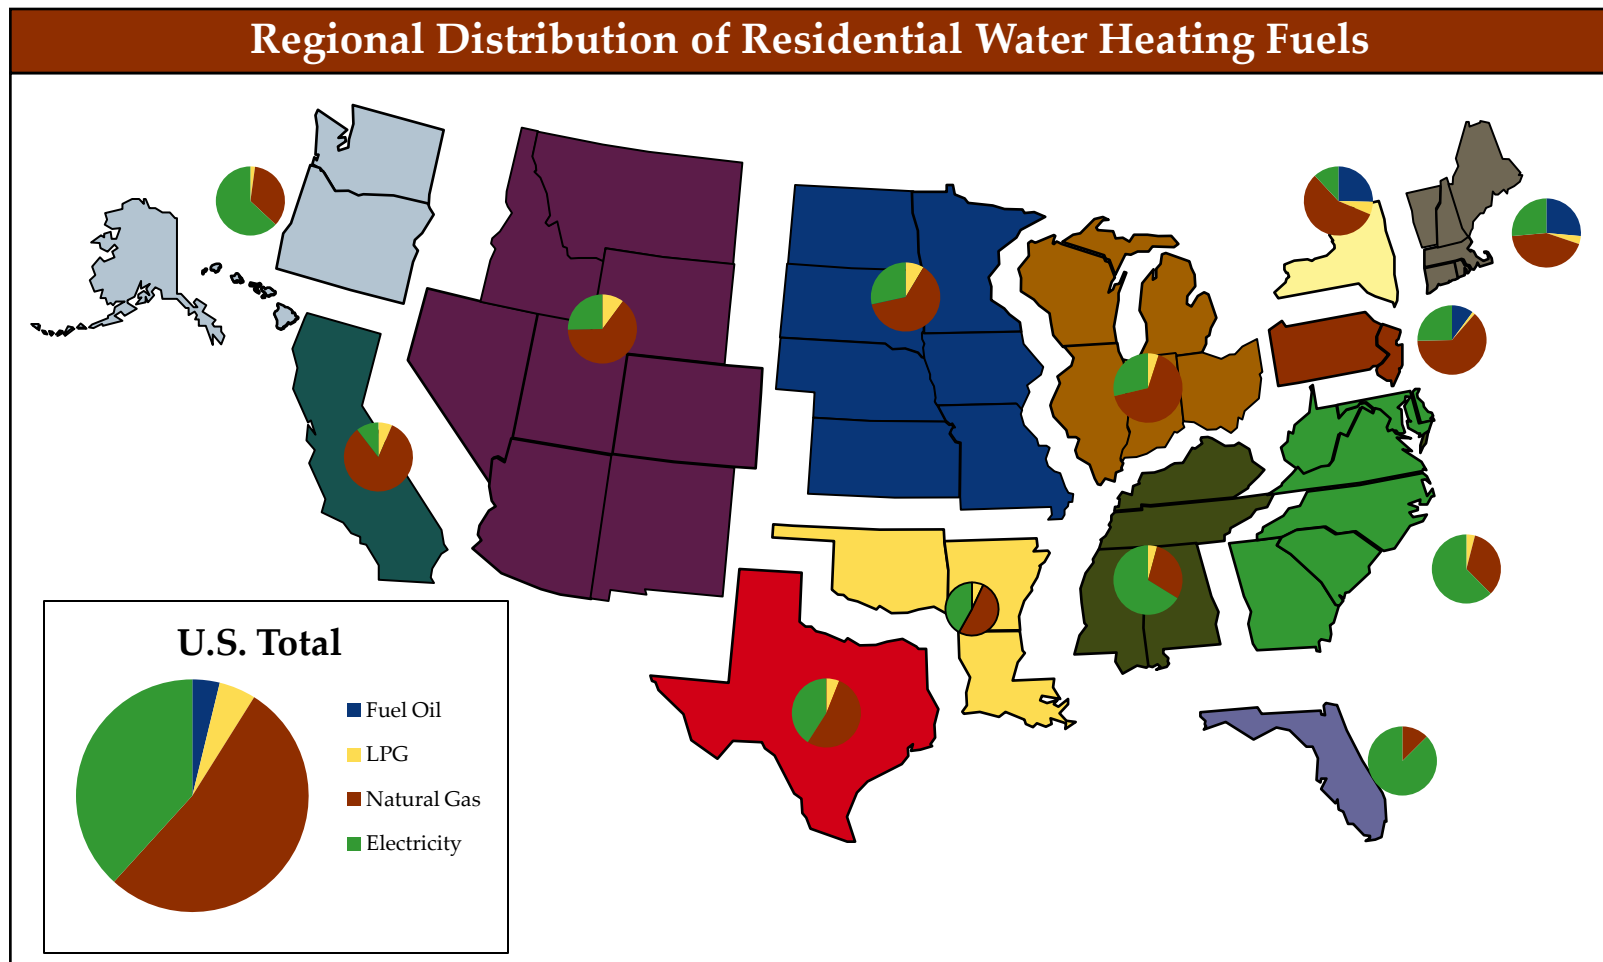 Regional Distribution of Residential Water Heating Fuels
U.S. Total
Fuel Oil
LPG
Natural Gas
Electricity